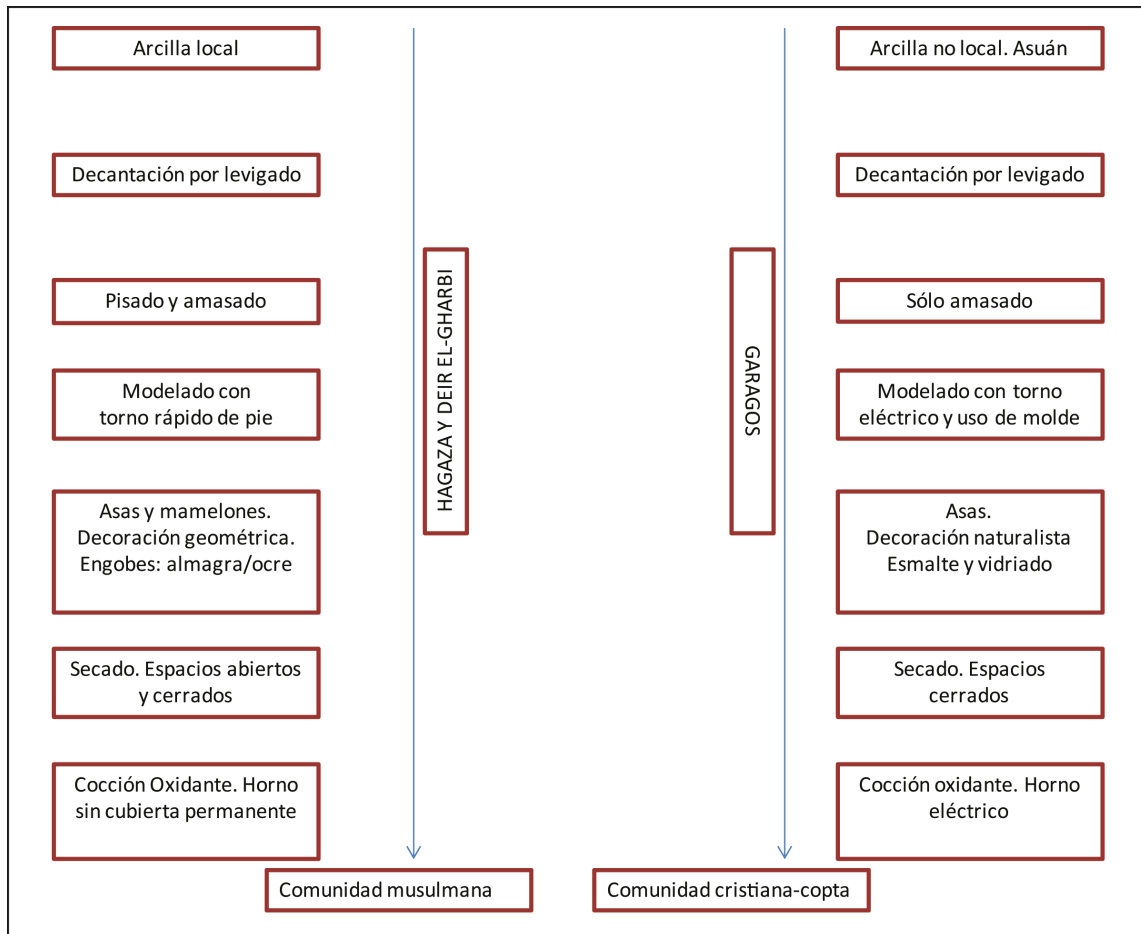 Arcilla local
Decantación por levigado
Pisado y amasado
Modelado con
torno rápido de pie
Asas y mamelones.
Decoración geométrica.
Engobes: almagra/ocre
Secado. Espacios abiertos
y cerrados
Cocción Oxidante. Horno
sin cubierta permanente
HAGAZA Y DEIR EL-GHARBI
Comunidad musulmana
Arcilla no local. Asuán
Decantación por levigado
Sólo amasado
Modelado con torno
eléctrico y uso de molde
Asas.
Decoración naturalista
Esmalte y vidriado
Secado. Espacios
cerrados
Cocción oxidante. Horno
eléctrico
GARAGOS
Comunidad cristiana-copta